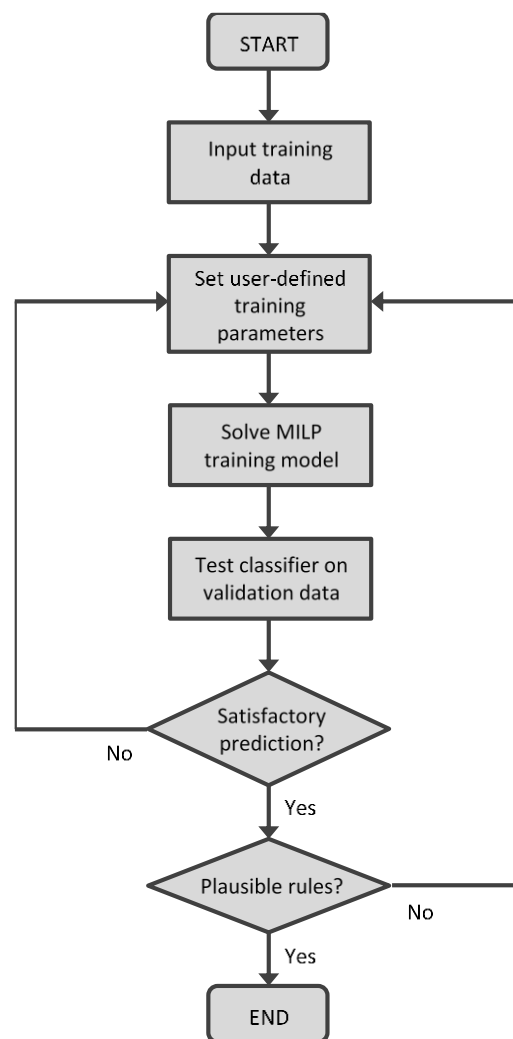 START
Input training
data
Set user-defined
training
parameters
Solve MILP
training model
Test classifier on
validation data
Satisfactory
prediction?
No
Yes
Plausible rules?
No
Yes
END